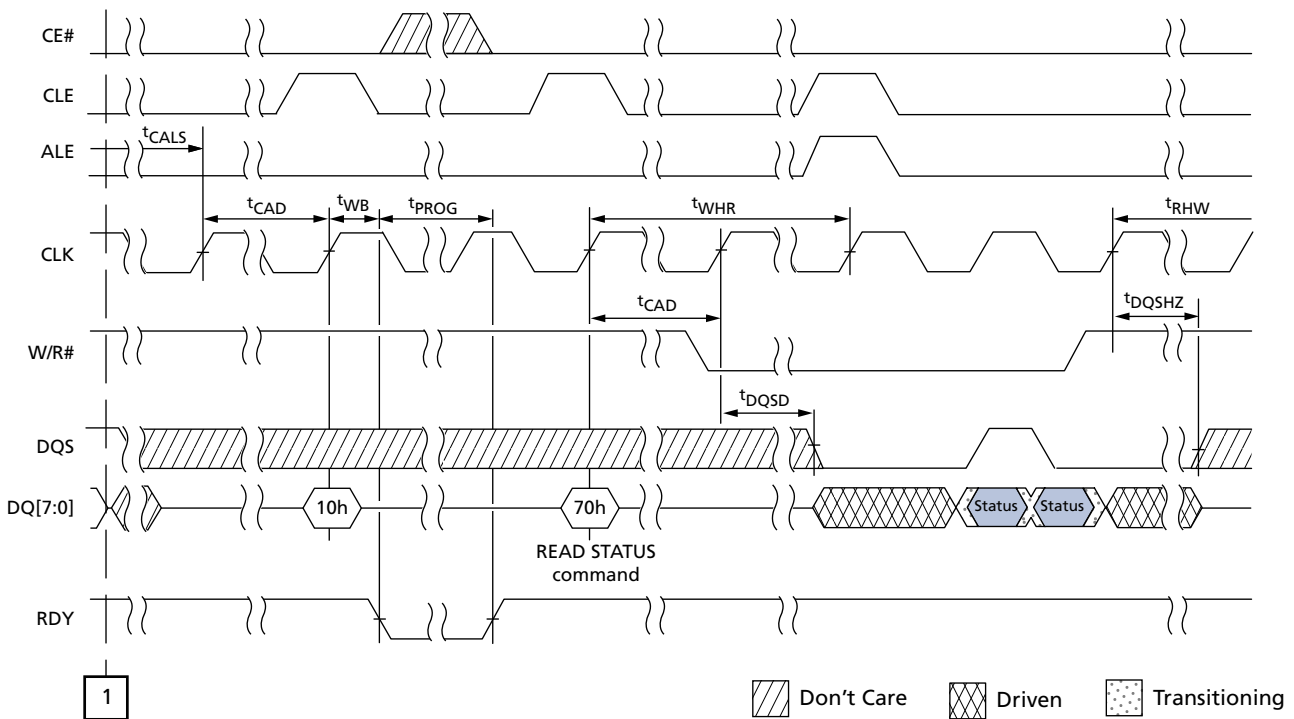 CE#
CLE
tCALS
ALE
tCAD
tWB
tPROG
tWHR
tRHW
CLK
tCAD
tDQSHZ
W/R#
tDQSD
DQS
DQ[7:0]
10h
70h
Status
Status
READ STATUS
command
RDY
1
Don't Care
Driven
Transitioning